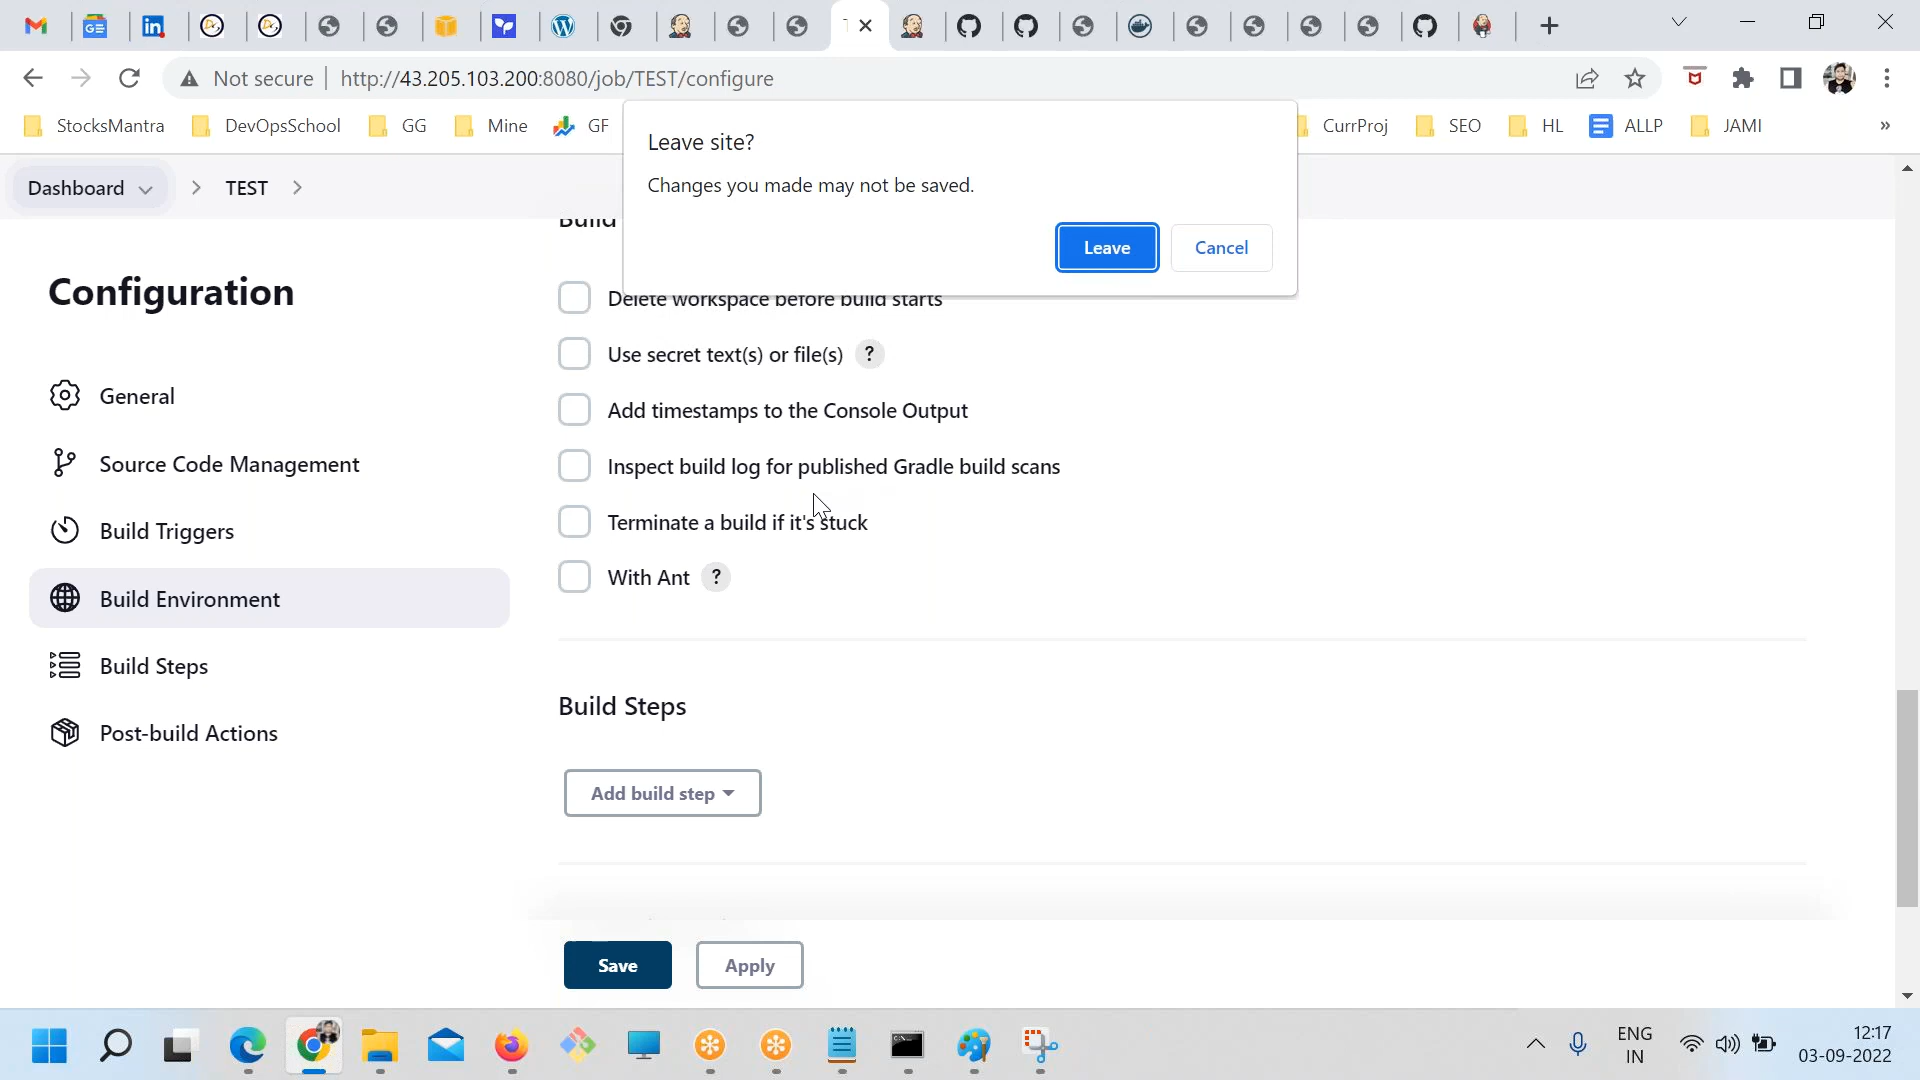 Not secure
http://43.205.103.200:8080/job/TEST/configure
StocksMantra
DevOpsSchool
GG
Mine
GF
CurrProj
SEO
HL
ALLP
JAMI
»
Leave site?
Changes you made may not be saved.
Leave
Cancel
Dashboard
TEST
Build
Configuration
General
Source Code Management
Build Triggers
Build Environment
Build Steps
Post-build Actions
Delete workspace before build starts
Use secret text(s) or file(s) ?
Add timestamps to the Console Output
Inspect build log for published Gradle build scans
Terminate a build if it's stuck
With Ant ?
Build Steps
Add build step
Save
Apply
ENG
IN
12:17
03-09-2022